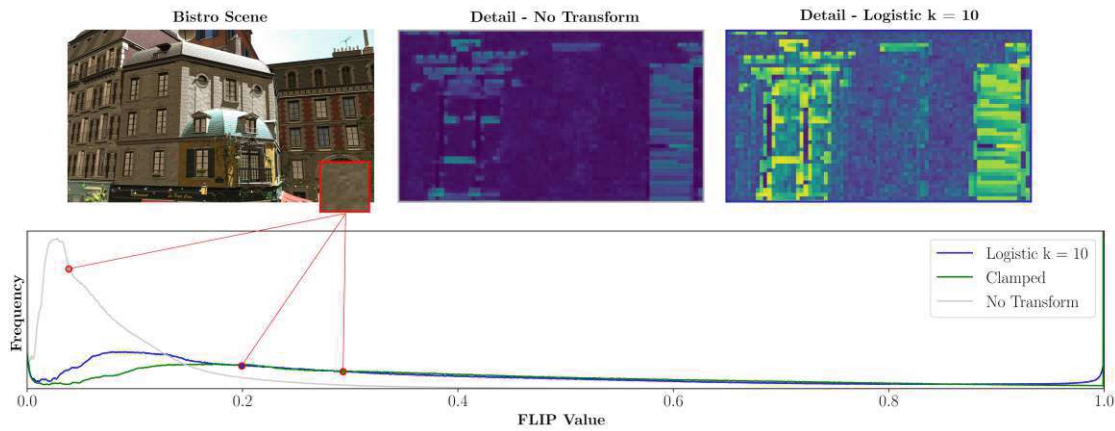 Bistro Scene
Detail - No Transform
Detail - Logistic k = 10
Frequency
Logistic k = 10
Clamped
No Transform
0.0
0.2
0.4
0.6
0.8
1.0
FLIP Value